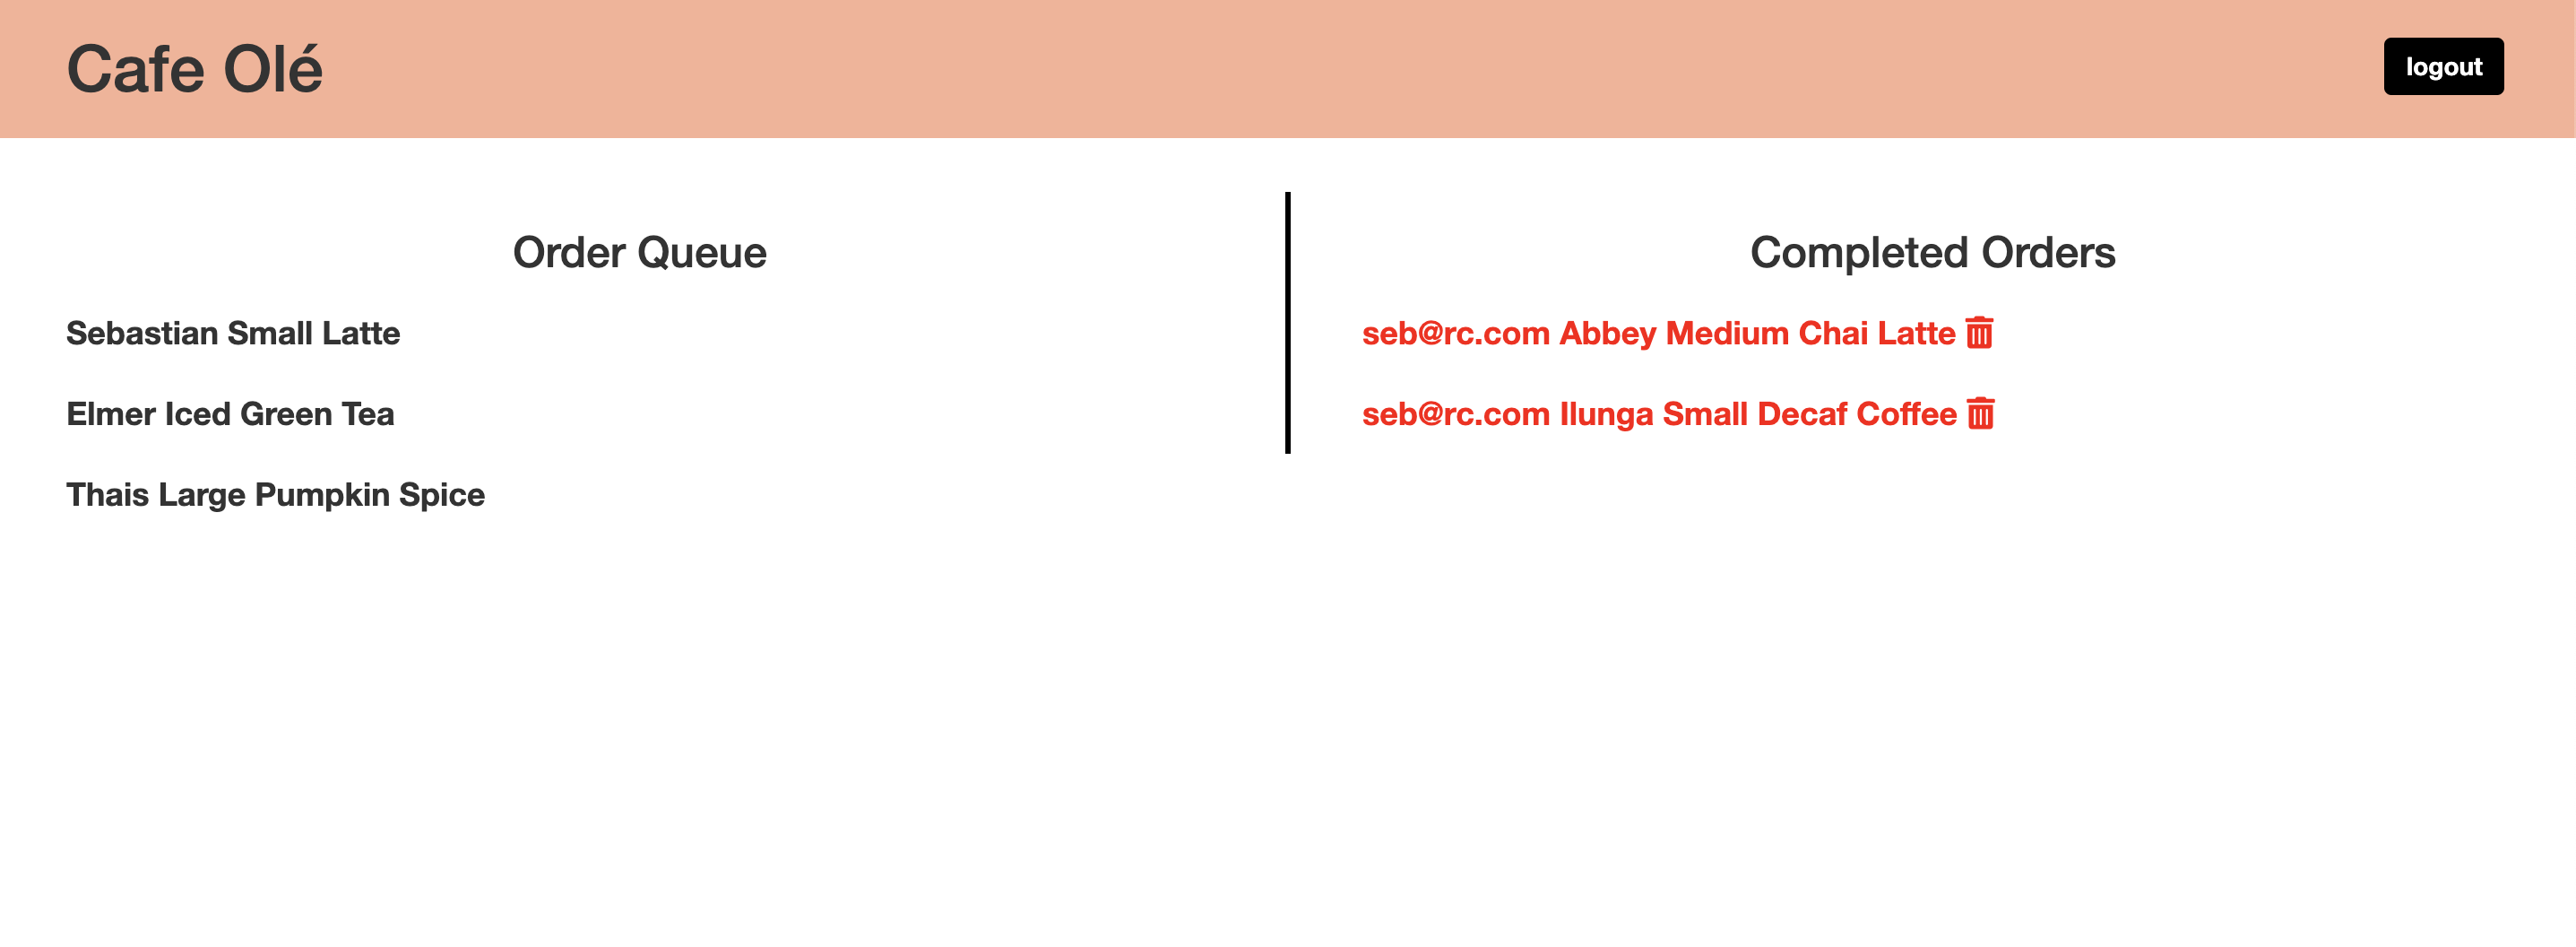 Cafe Olé
logout
Order Queue
Sebastian Small Latte
Elmer Iced Green Tea
Thais Large Pumpkin Spice
Completed Orders
seb@rc.com Abbey Medium Chai Latte
seb@rc.com Ilunga Small Decaf Coffee